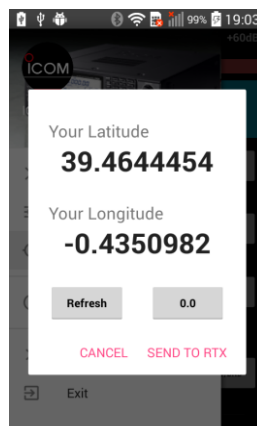 99% 19:03
+60dB
ICOM
Your Latitude
39.4644454
Your Longitude
-0.4350982
Refresh 0.0
CANCEL SEND TO RTX
Exit